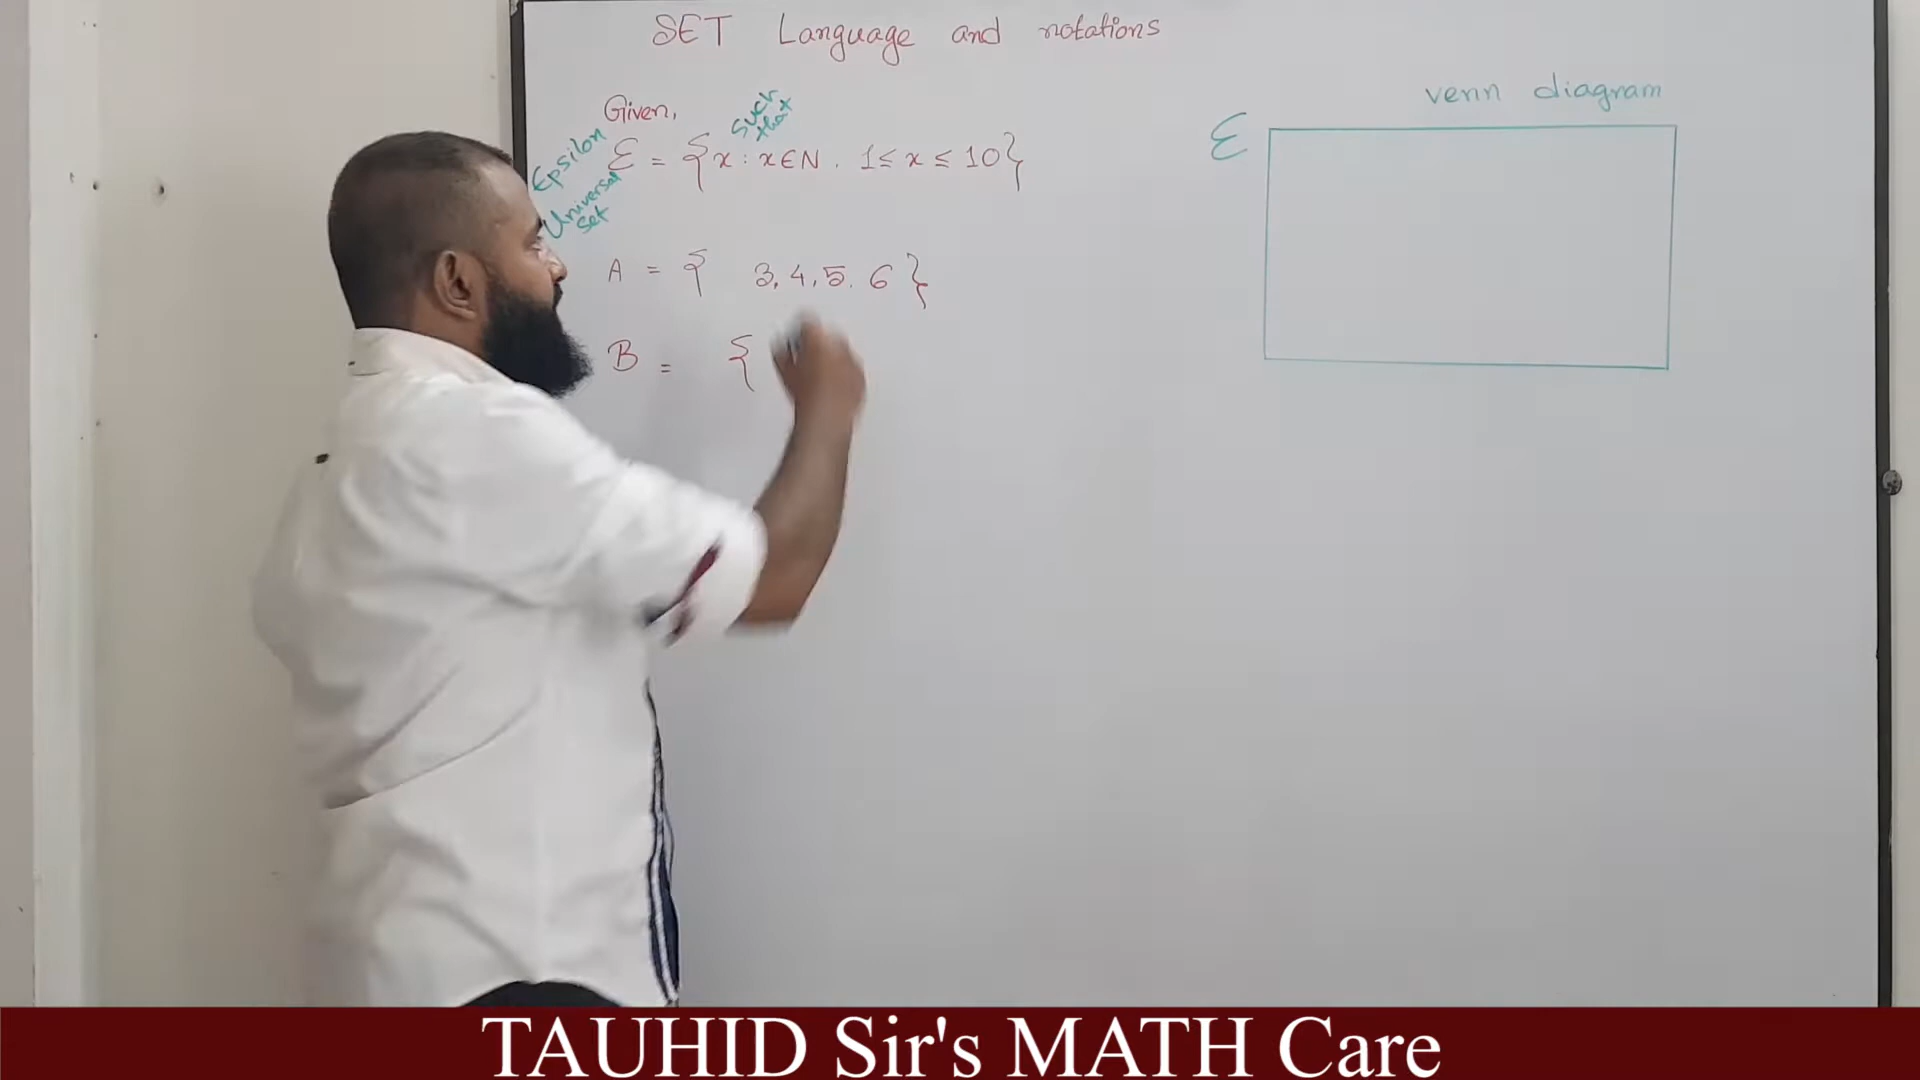 SET Language and notations
Given,
Such that
Epsilon
Universal set
Ɛ = {x : x∈N. 1 ≤ x ≤ 10}
A = { 3, 4, 5. 6 }
B = {
venn diagram
Ɛ
TAUHID Sir's MATH Care